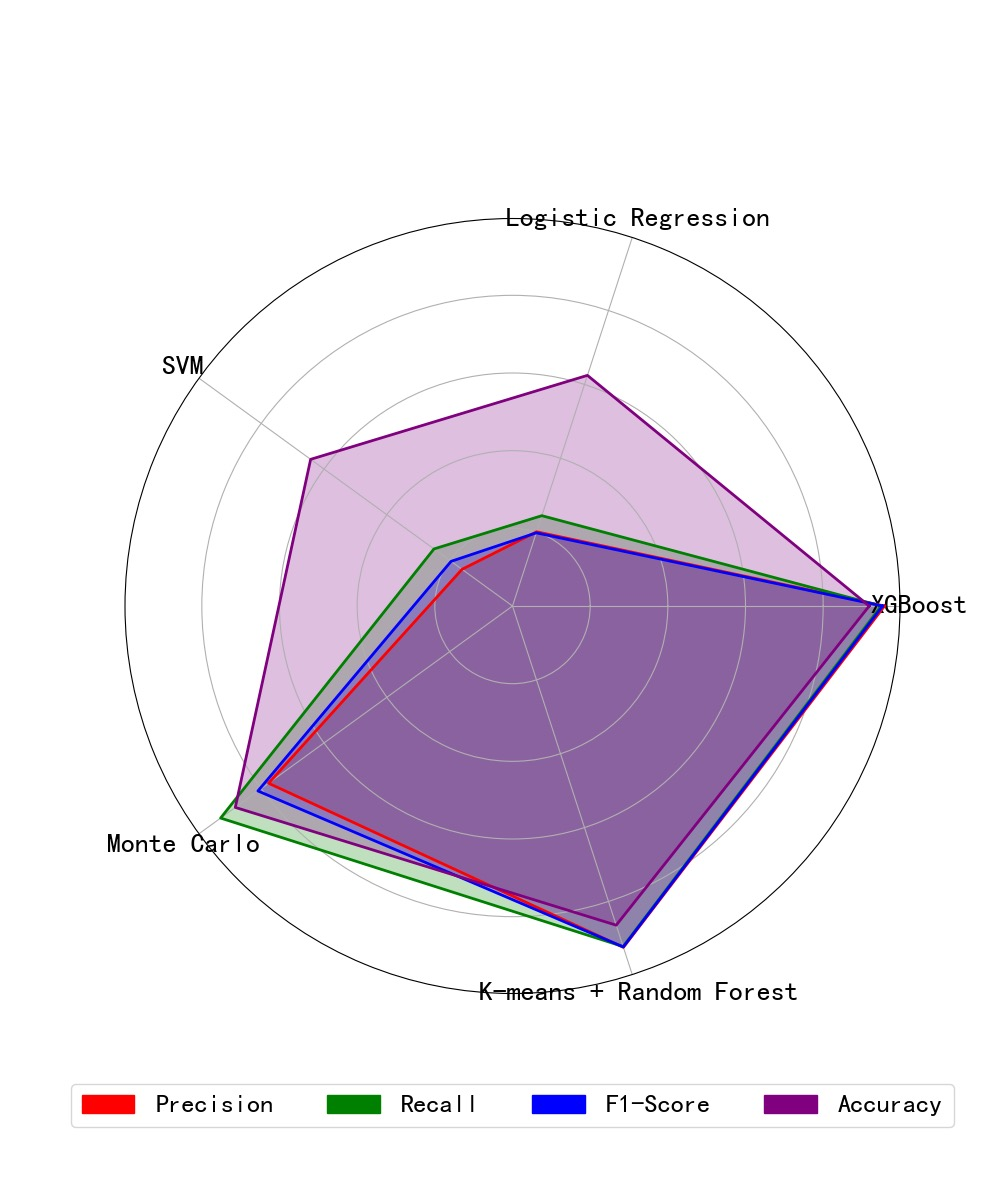 Logistic Regression
SVM
XGBoost
Monte Carlo
K-means + Random Forest
Precision Recall F1-Score Accuracy